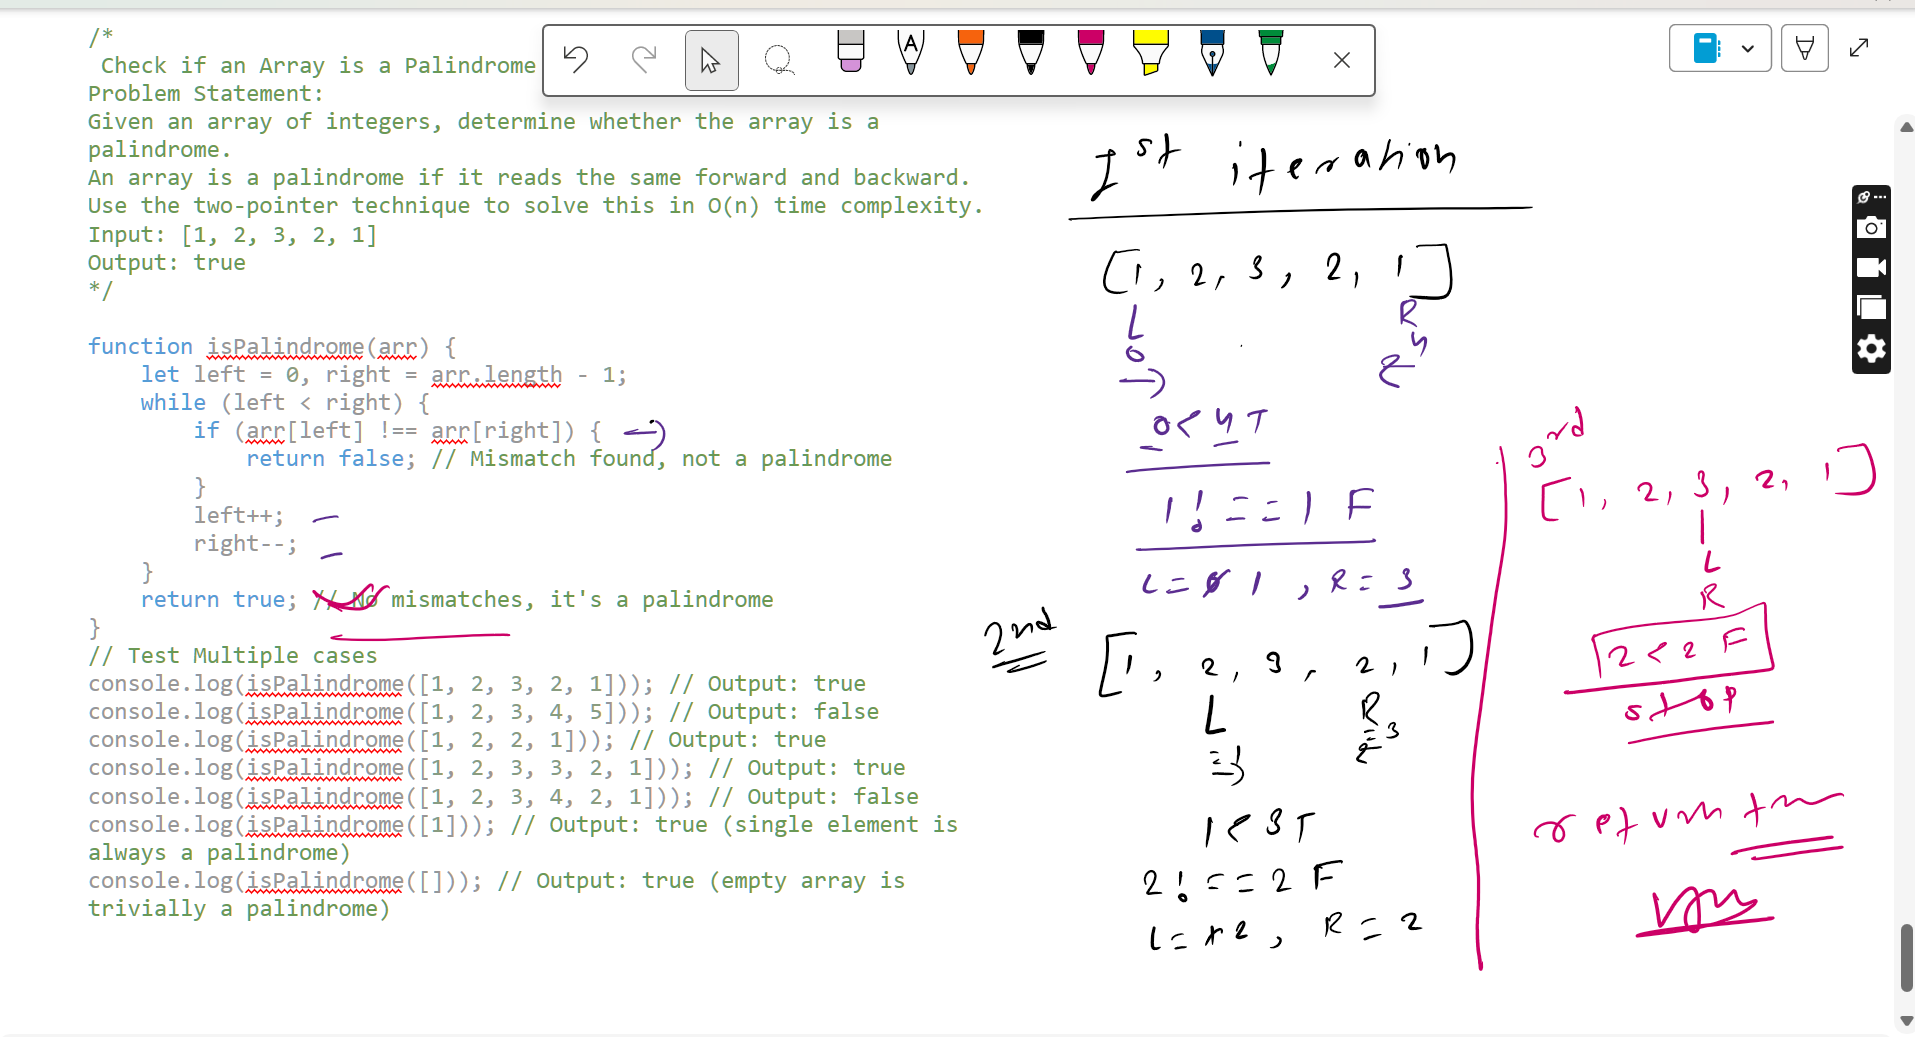 /*
Check if an Array is a Palindrome
Problem Statement:
Given an array of integers, determine whether the array is a
palindrome.
An array is a palindrome if it reads the same forward and backward.
Use the two-pointer technique to solve this in O(n) time complexity.
Input: [1, 2, 3, 2, 1]
Output: true
*/
function isPalindrome(arr) {
let left = 0, right = arr.length - 1;
while (left < right) {
if (arr[left] !== arr[right]) {
return false; // Mismatch found, not a palindrome
}
left++;
right--;
}
return true; // No mismatches, it's a palindrome
}
// Test Multiple cases
console.log(isPalindrome([1, 2, 3, 2, 1])); // Output: true
console.log(isPalindrome([1, 2, 3, 4, 5])); // Output: false
console.log(isPalindrome([1, 2, 2, 1])); // Output: true
console.log(isPalindrome([1, 2, 3, 3, 2, 1])); // Output: true
console.log(isPalindrome([1, 2, 3, 4, 2, 1])); // Output: false
console.log(isPalindrome([1])); // Output: true (single element is
always a palindrome)
console.log(isPalindrome([])); // Output: true (empty array is
trivially a palindrome)
A
Ist iteration
[1, 2, 3, 2, 1]
L R
0 4
0 < 4 T
1 !== 1 F
L = 1, R = 3
2nd
[1, 2, 3, 2, 1]
L R
=1 =3
1 < 3 T
2 !== 2 F
L = 2, R = 2
3rd
[1, 2, 3, 2, 1]
L
R
2 < 2 F
stop
return